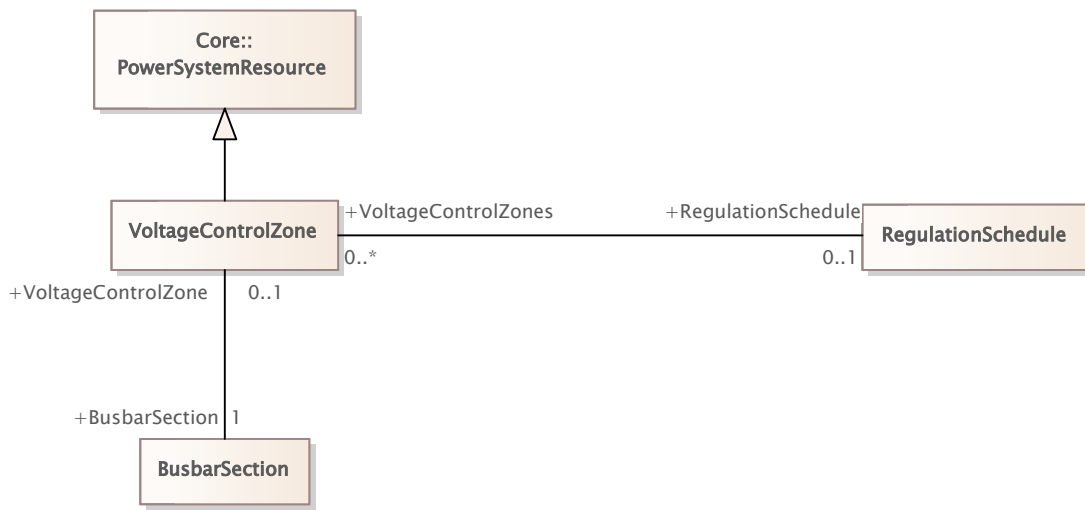 Core::
PowerSystemResource
VoltageControlZone
+VoltageControlZones
+RegulationSchedule
RegulationSchedule
0..*
0..1
+VoltageControlZone
0..1
+BusbarSection
1
BusbarSection